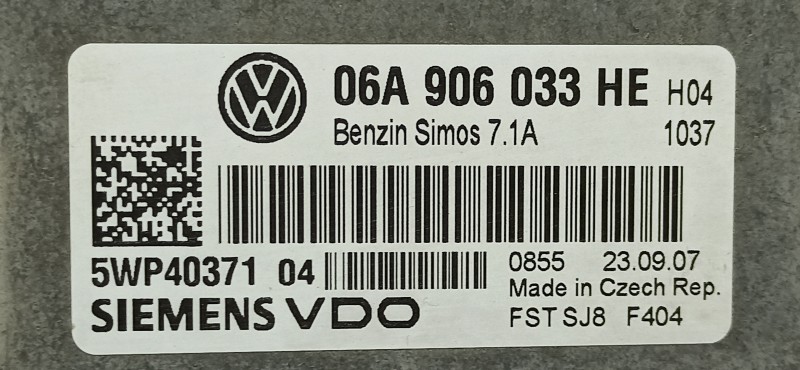 06A 906 033 HE H04
Benzin Simos 7.1A 1037
5WP40371 04 0855 23.09.07
Made in Czech Rep.
SIEMENS VDO FST SJ8 F404